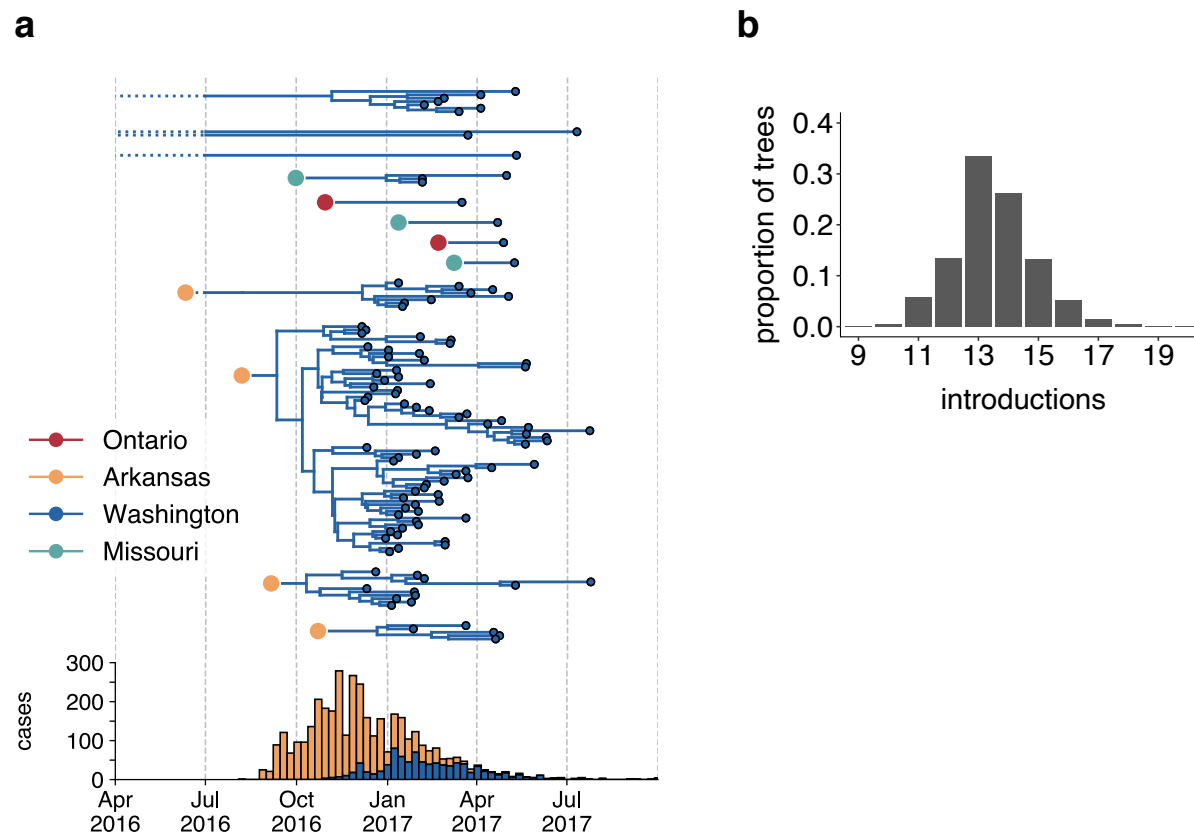 a
b
Ontario
Arkansas
Washington
Missouri
cases
300
200
100
0
Apr 2016
Jul 2016
Oct 2016
Jan 2017
Apr 2017
Jul 2017
proportion of trees
0.4
0.3
0.2
0.1
0.0
9 11 13 15 17 19
introductions